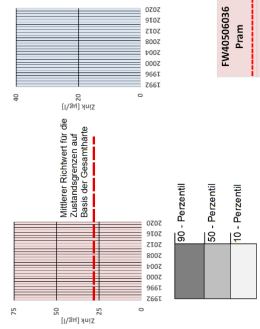 Zink [µg/l]
40
20
0
1992
1996
2000
2004
2008
2012
2016
2020
FW40506036
Pram
Zink [µg/l]
75
50
25
0
1992
1996
2000
2004
2008
2012
2016
2020
Mittlerer Richtwert für die
Zustandsgrenzen auf
Basis der Gesamthärte
90 - Perzentil
50 - Perzentil
10 - Perzentil